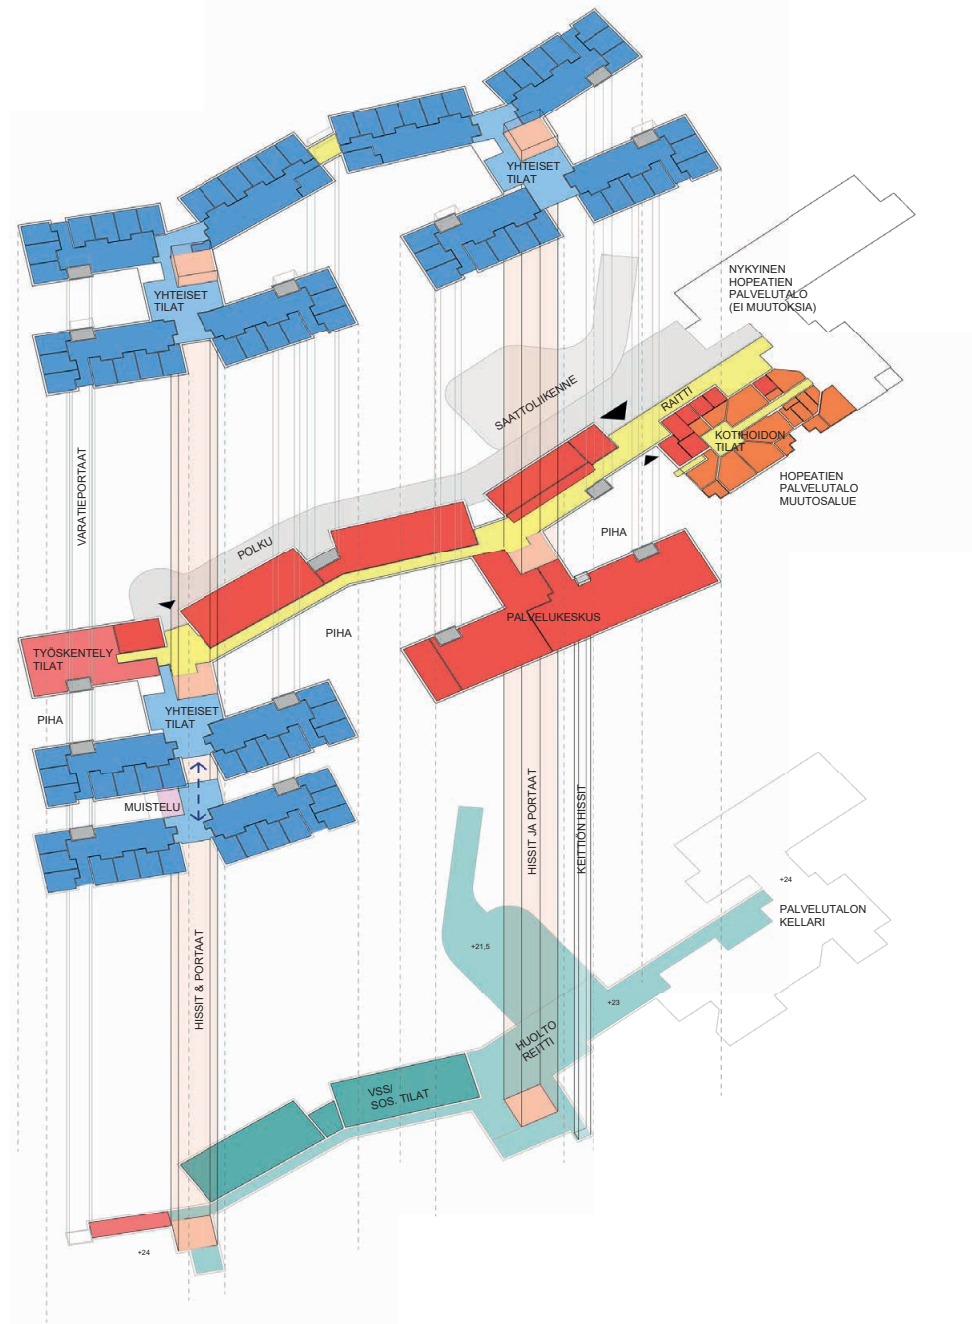 YHTEISET
TILAT
YHTEISET
TILAT
NYKYINEN
HOPEATIEN
PALVELUTALO
(EI MUUTOKSIA)
SAATTOLIIKENNE
RAITTI
KOTIHOIDON
TILAT
HOPEATIEN
PALVELUTALO
MUUTOSALUE
VARATIEPORTAAT
POLKU
PIHA
PIHA
PALVELUKESKUS
TYÖSKENTELY
TILAT
PIHA
YHTEISET
TILAT
MUISTELU
HISSIT JA PORTAAT
KEITTIÖN HISSIT
HISSIT & PORTAAT
+24
PALVELUTALON
KELLARI
+21,5
+23
HUOLTO
REITTI
VSS/
SOS. TILAT
+24